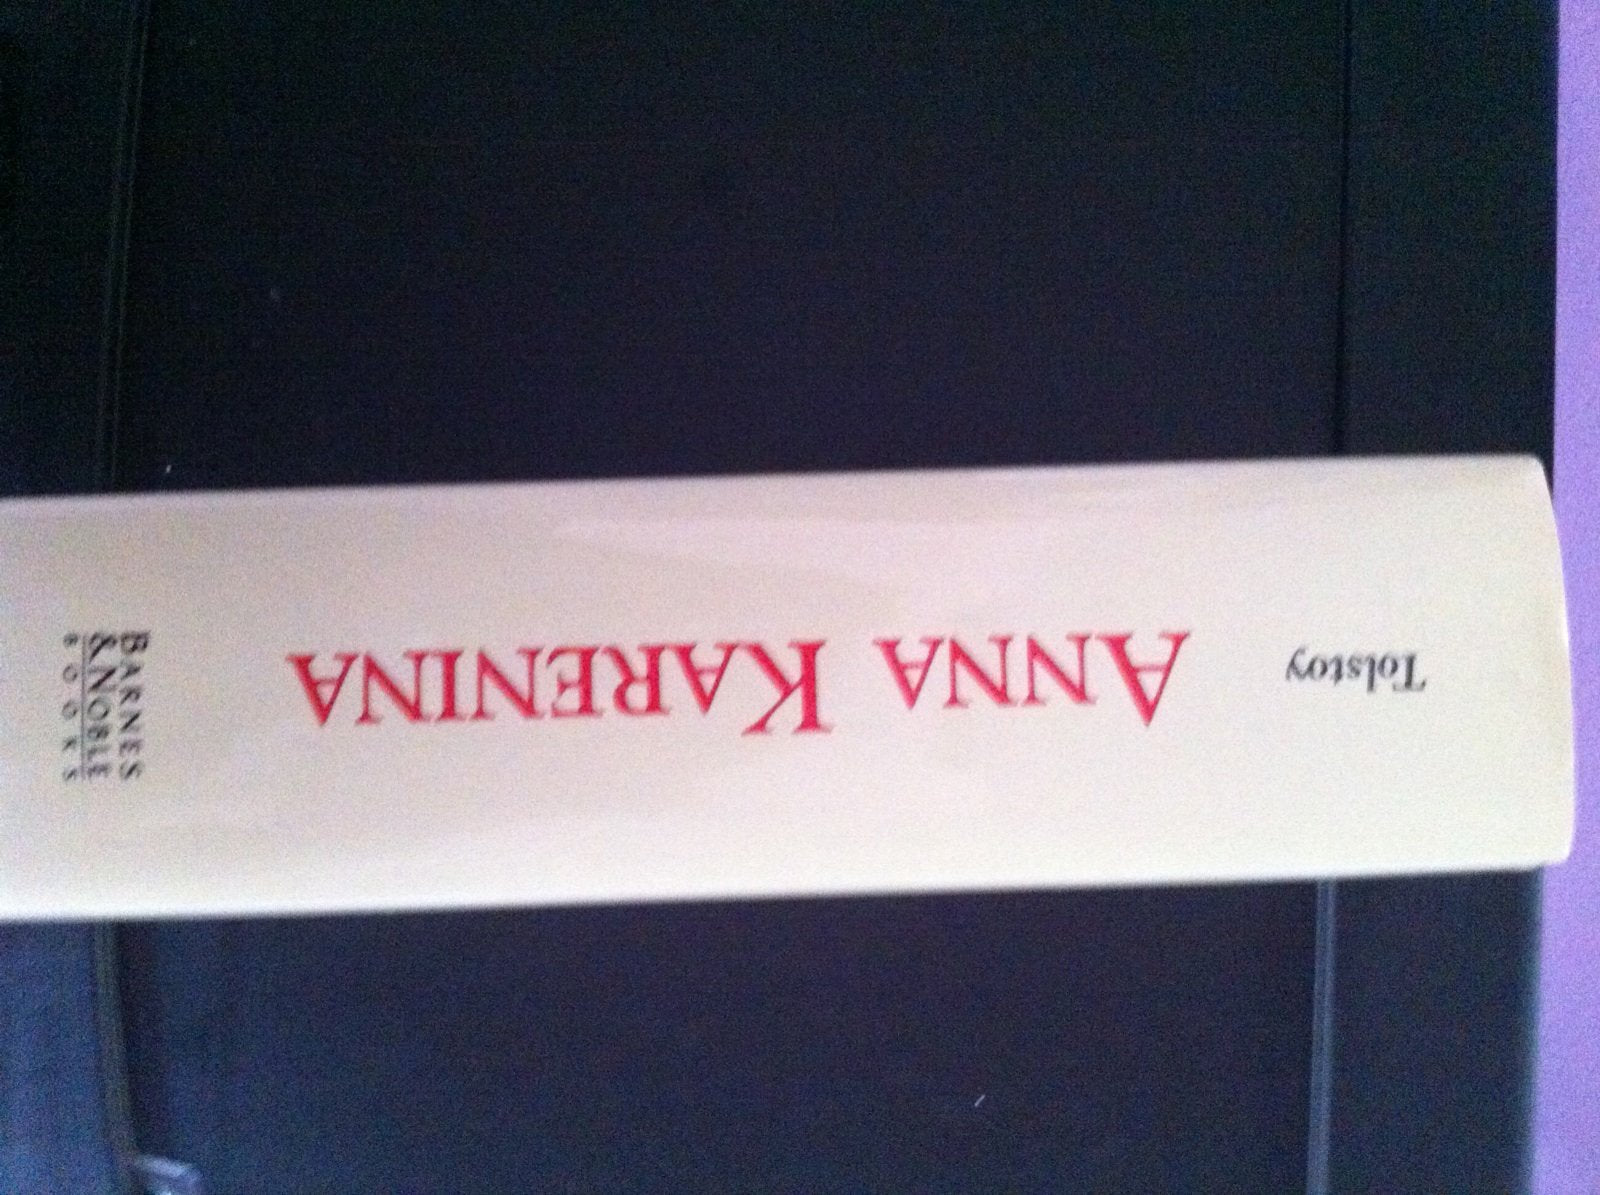 Tolstoy
ANNA KARENINA
BARNES
& NOBLE
BOOKS